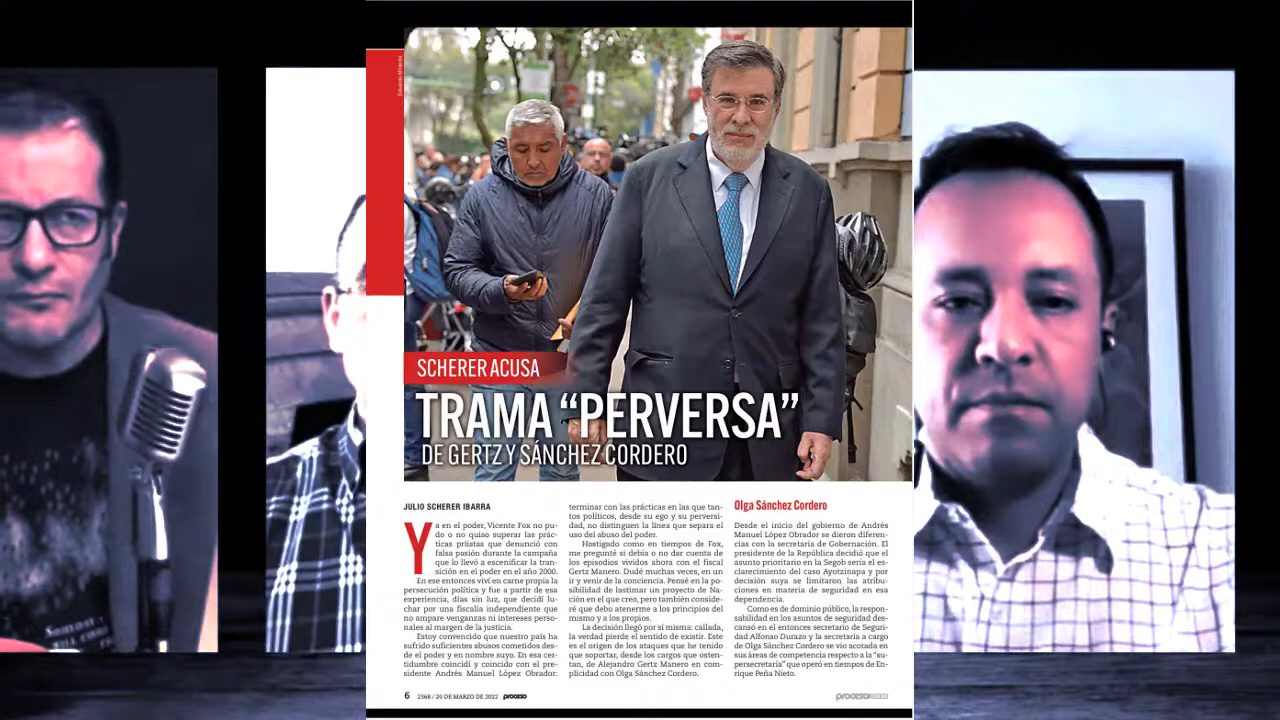 Eduardo Miranda
SCHERER ACUSA
TRAMA “PERVERSA”
DE GERTZ Y SÁNCHEZ CORDERO
JULIO SCHERER IBARRA
Ya en el poder, Vicente Fox no pu-
do o no quiso superar las prác-
ticas priistas que denunció con
falsa pasión durante la campaña
que lo llevó a escenificar la tran-
sición en el poder en el año 2000.
En ese entonces viví en carne propia la
persecución política y fue a partir de esa
experiencia, días sin luz, que decidí lu-
char por una fiscalía independiente que
no ampare venganzas ni intereses perso-
nales al margen de la justicia.
Estoy convencido que nuestro país ha
sufrido suficientes abusos cometidos des-
de el poder y en nombre suyo. En esa cer-
tidumbre coincidí y coincido con el pre-
sidente Andrés Manuel López Obrador:
terminar con las prácticas en las que tan-
tos políticos, desde su ego y su perversi-
dad, no distinguen la línea que separa el
uso del abuso del poder.
Hostigado como en tiempos de Fox,
me pregunté si debía o no dar cuenta de
los episodios vividos ahora con el fiscal
Gertz Manero. Dudé muchas veces, en un
ir y venir de la conciencia. Pensé en la po-
sibilidad de lastimar un proyecto de Na-
ción en el que creo, pero también conside-
ré que debo atenerme a los principios del
mismo y a los propios.
La decisión llegó por sí misma: callada,
la verdad pierde el sentido de existir. Este
es el origen de los ataques que he tenido
que soportar, desde los cargos que osten-
tan, de Alejandro Gertz Manero en com-
plicidad con Olga Sánchez Cordero.
Olga Sánchez Cordero
Desde el inicio del gobierno de Andrés
Manuel López Obrador se dieron diferen-
cias con la secretaria de Gobernación. El
presidente de la República decidió que el
asunto prioritario en la Segob sería el es-
clarecimiento del caso Ayotzinapa y por
decisión suya se limitaron las atribu-
ciones en materia de seguridad en esa
dependencia.
Como es de dominio público, la respon-
sabilidad en los asuntos de seguridad des-
cansó en el entonces secretario de Seguri-
dad Alfonso Durazo y la secretaría a cargo
de Olga Sánchez Cordero se vio acotada en
sus áreas de competencia respecto a la “su-
persecretaría” que operó en tiempos de En-
rique Peña Nieto.
6 2368 / 20 DE MARZO DE 2022 proceso
proceso